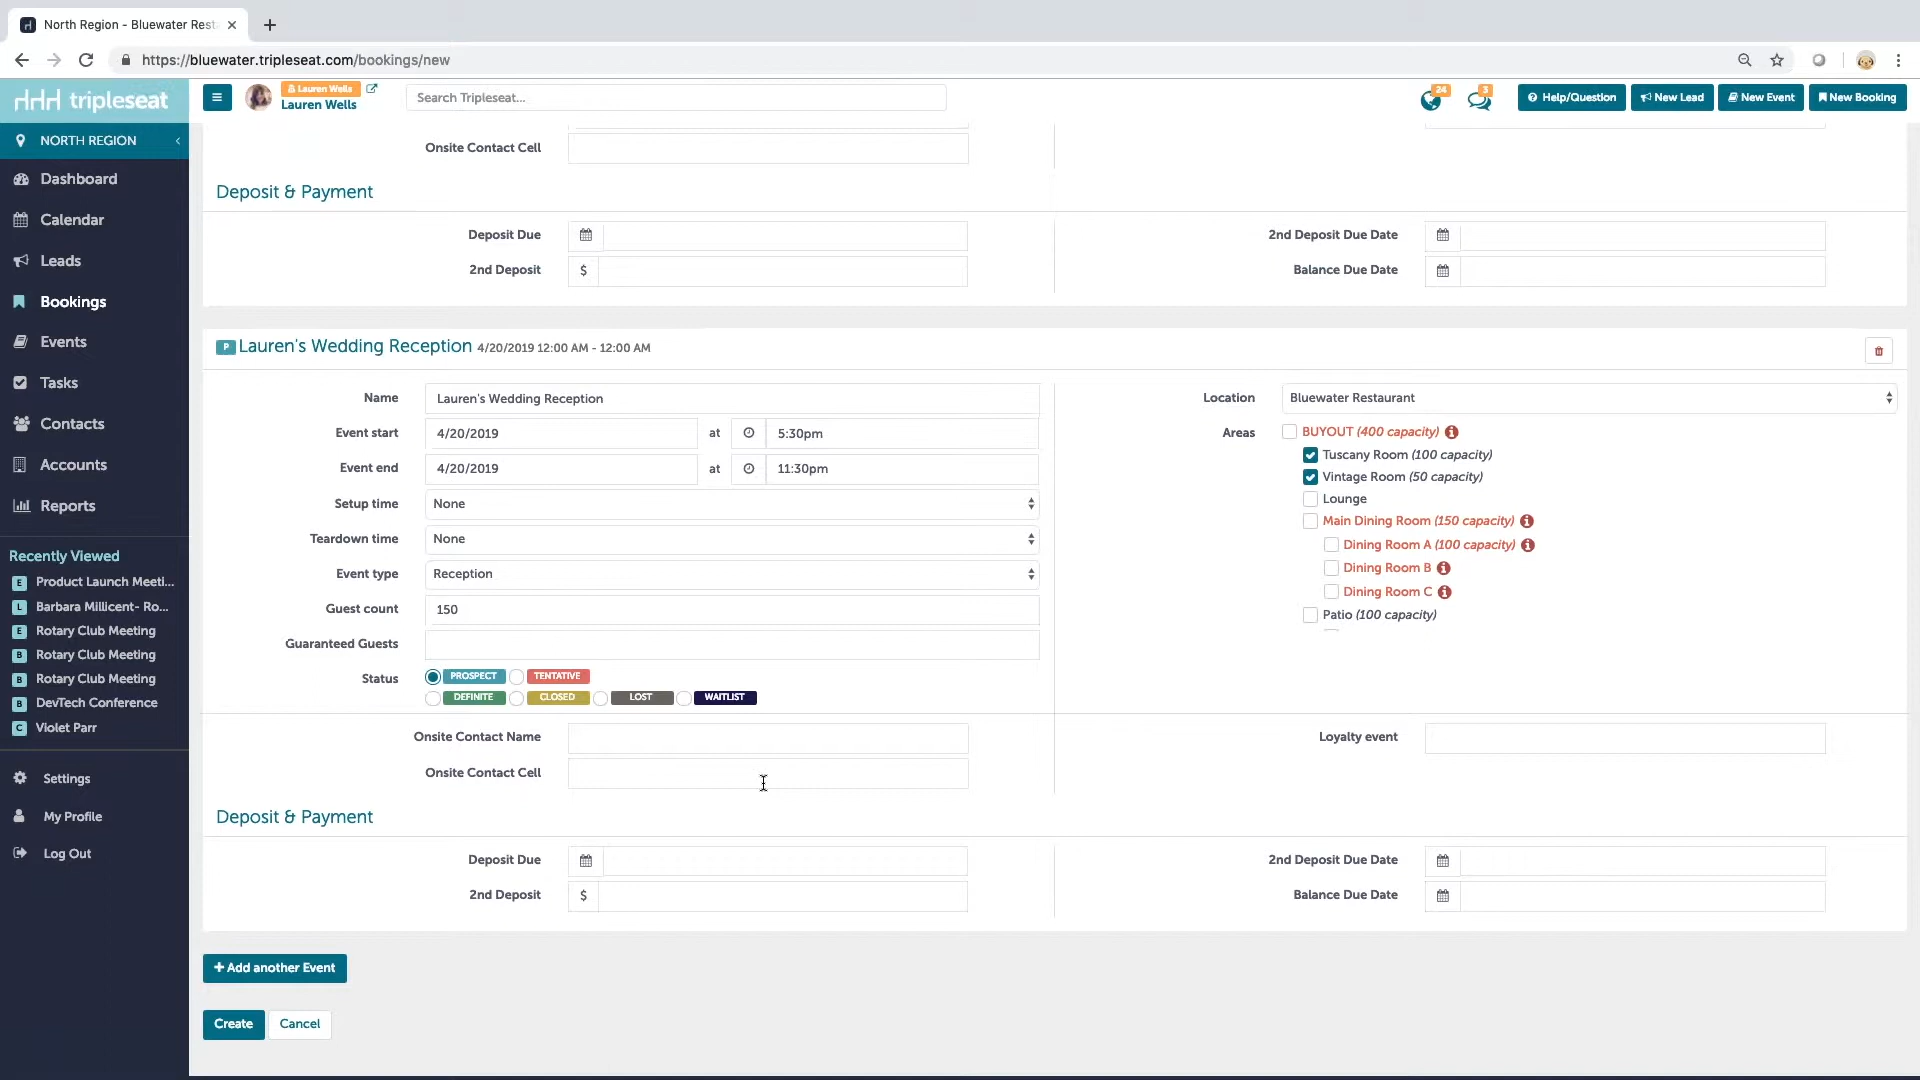 North Region - Bluewater Rest
https://bluewater.tripleseat.com/bookings/new
tripleseat
Lauren Wells
Lauren Wells
Search Tripleseat...
24
3
Help/Question
New Lead
New Event
New Booking
NORTH REGION
Dashboard
Calendar
Leads
Bookings
Events
Tasks
Contacts
Accounts
Reports
Recently Viewed
E Product Launch Meeti...
L Barbara Millicent- Ro...
E Rotary Club Meeting
B Rotary Club Meeting
B Rotary Club Meeting
B DevTech Conference
C Violet Parr
Settings
My Profile
Log Out
Onsite Contact Cell
Deposit & Payment
Deposit Due
2nd Deposit Due Date
2nd Deposit $
Balance Due Date
P Lauren's Wedding Reception 4/20/2019 12:00 AM - 12:00 AM
Name Lauren's Wedding Reception
Event start 4/20/2019 at 5:30pm
Event end 4/20/2019 at 11:30pm
Setup time None
Teardown time None
Event type Reception
Guest count 150
Guaranteed Guests
Status PROSPECT TENTATIVE
DEFINITE CLOSED LOST WAITLIST
Location Bluewater Restaurant
Areas BUYOUT (400 capacity)
Tuscany Room (100 capacity)
Vintage Room (50 capacity)
Lounge
Main Dining Room (150 capacity)
Dining Room A (100 capacity)
Dining Room B
Dining Room C
Patio (100 capacity)
Onsite Contact Name
Loyalty event
Onsite Contact Cell
Deposit & Payment
Deposit Due
2nd Deposit Due Date
2nd Deposit $
Balance Due Date
+ Add another Event
Create
Cancel